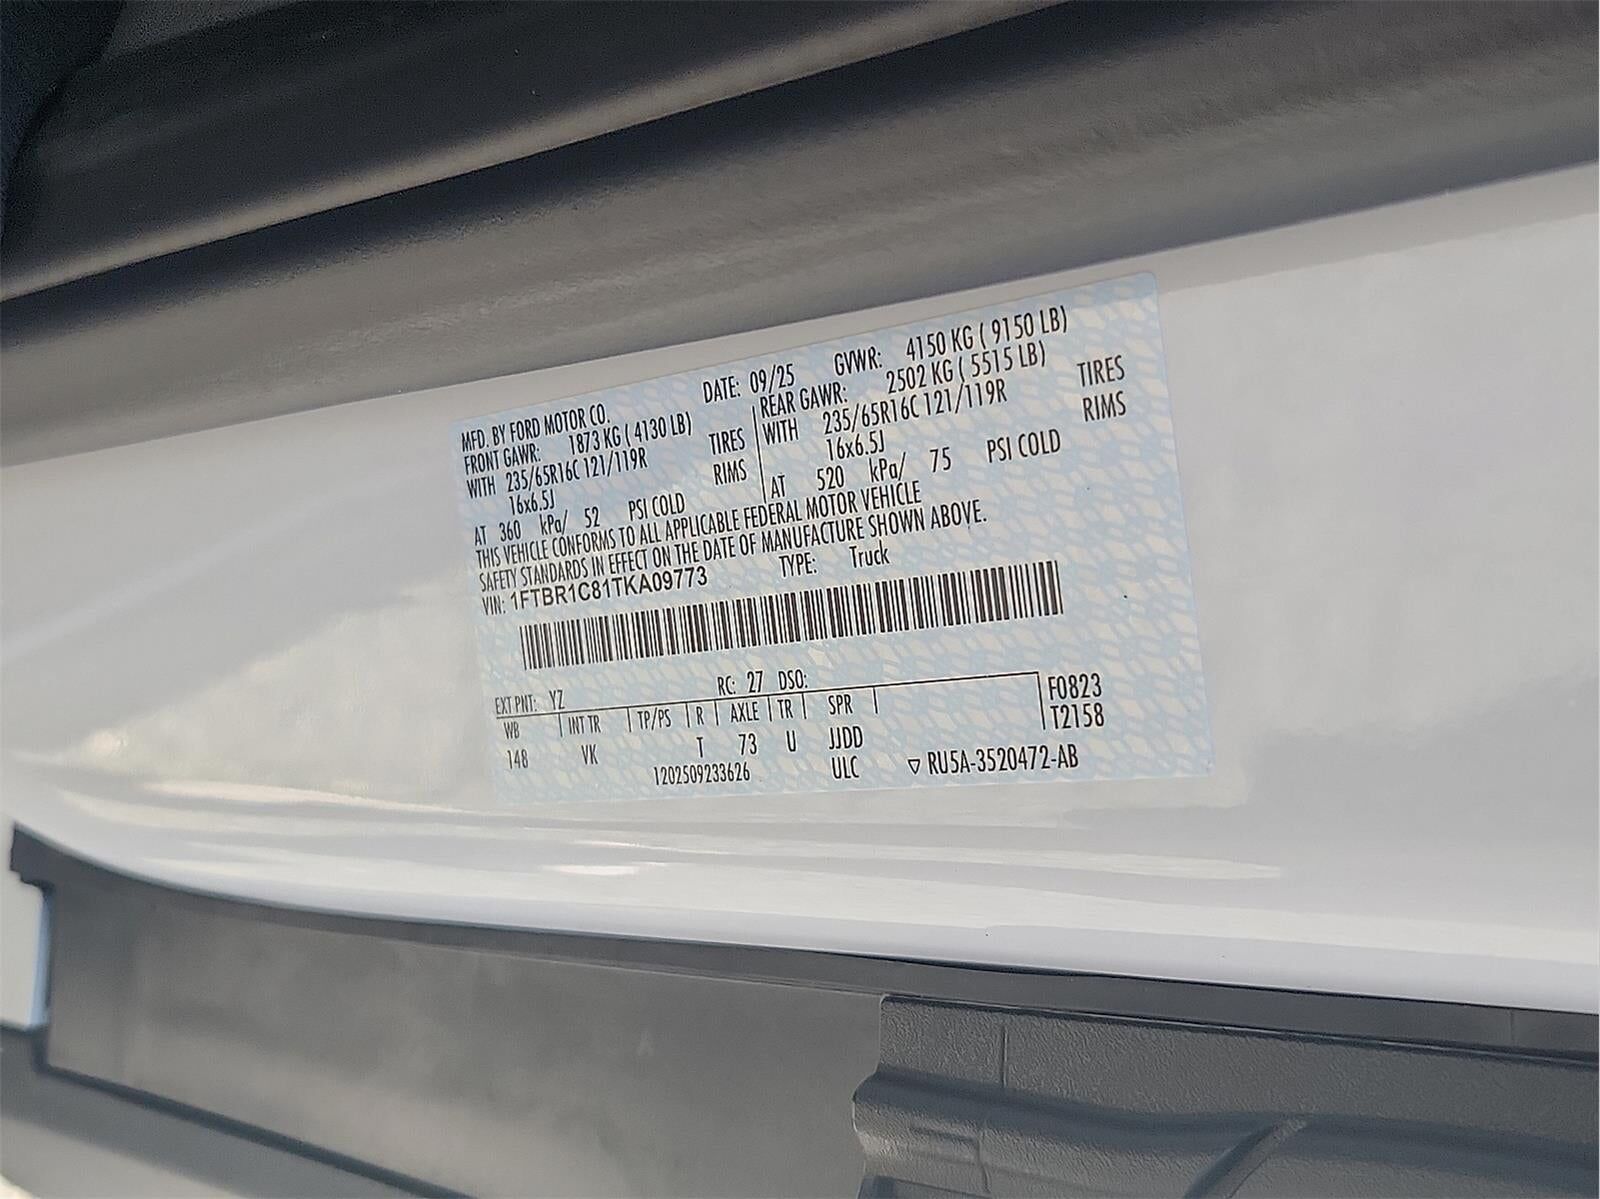 MFD. BY FORD MOTOR CO. DATE: 09/25 GVWR: 4150 KG ( 9150 LB)
FRONT GAWR: 1873 KG ( 4130 LB) REAR GAWR: 2502 KG ( 5515 LB)
WITH 235/65R16C 121/119R TIRES WITH 235/65R16C 121/119R TIRES
16x6.5J RIMS 16x6.5J RIMS
AT 360 kPa/ 52 PSI COLD AT 520 kPa/ 75 PSI COLD
THIS VEHICLE CONFORMS TO ALL APPLICABLE FEDERAL MOTOR VEHICLE
SAFETY STANDARDS IN EFFECT ON THE DATE OF MANUFACTURE SHOWN ABOVE.
VIN: 1FTBR1C81TKA09773 TYPE: Truck
EXT PNT: YZ RC: 27 DSO: F0823
WB INT TR TP/PS R AXLE TR SPR T2158
148 VK T 73 U JJDD
1202509233626 ULC ▽ RU5A-3520472-AB